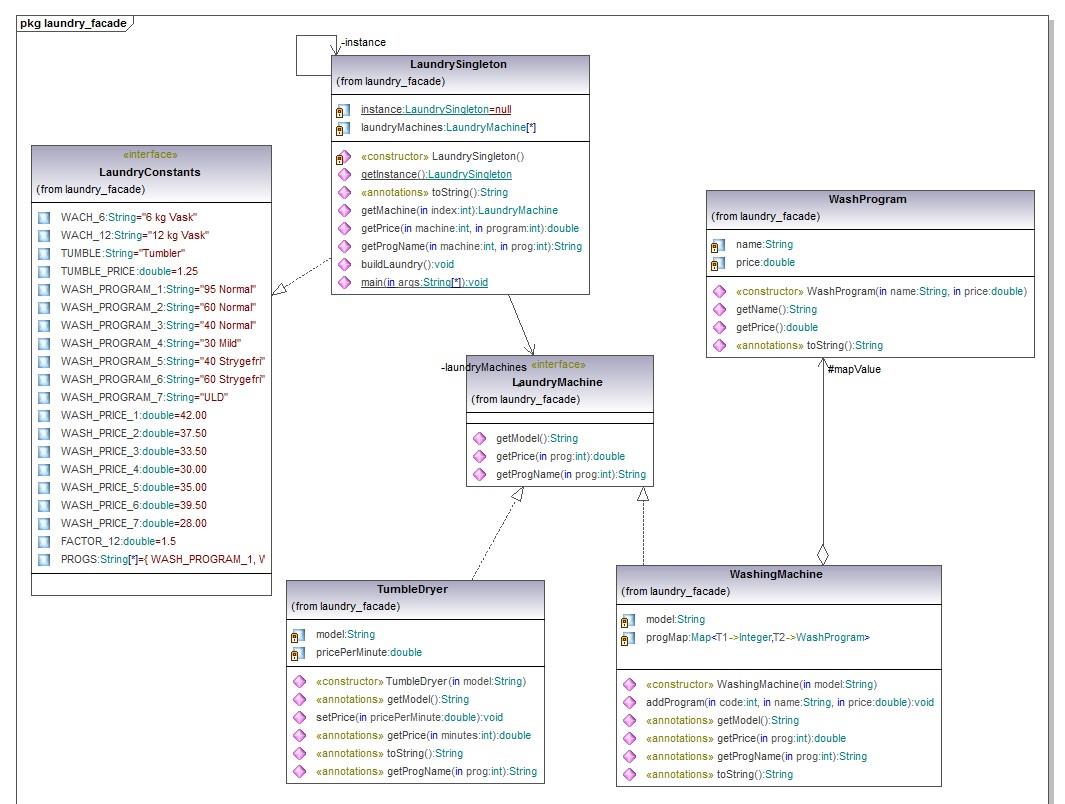 pkg laundry_facade
-instance
LaundrySingleton
(from laundry_facade)
instance:LaundrySingleton=null
laundryMachines:LaundryMachine[*]
«constructor» LaundrySingleton()
getInstance():LaundrySingleton
«annotations» toString():String
getMachine(in index:int):LaundryMachine
getPrice(in machine:int, in program:int):double
getProgName(in machine:int, in prog:int):String
buildLaundry():void
main(in args:String[*]):void
«interface»
LaundryConstants
(from laundry_facade)
WACH_6:String="6 kg Vask"
WACH_12:String="12 kg Vask"
TUMBLE:String="Tumbler"
TUMBLE_PRICE:double=1.25
WASH_PROGRAM_1:String="95 Normal"
WASH_PROGRAM_2:String="60 Normal"
WASH_PROGRAM_3:String="40 Normal"
WASH_PROGRAM_4:String="30 Mild"
WASH_PROGRAM_5:String="40 Strygefri"
WASH_PROGRAM_6:String="60 Strygefri"
WASH_PROGRAM_7:String="ULD"
WASH_PRICE_1:double=42.00
WASH_PRICE_2:double=37.50
WASH_PRICE_3:double=33.50
WASH_PRICE_4:double=30.00
WASH_PRICE_5:double=35.00
WASH_PRICE_6:double=39.50
WASH_PRICE_7:double=28.00
FACTOR_12:double=1.5
PROGS:String[*]={ WASH_PROGRAM_1, W
WashProgram
(from laundry_facade)
name:String
price:double
«constructor» WashProgram(in name:String, in price:double)
getName():String
getPrice():double
«annotations» toString():String
#mapValue
-laundryMachines
«interface»
LaundryMachine
(from laundry_facade)
getModel():String
getPrice(in prog:int):double
getProgName(in prog:int):String
TumbleDryer
(from laundry_facade)
model:String
pricePerMinute:double
«constructor» TumbleDryer(in model:String)
«annotations» getModel():String
setPrice(in pricePerMinute:double):void
«annotations» getPrice(in minutes:int):double
«annotations» toString():String
«annotations» getProgName(in prog:int):String
WashingMachine
(from laundry_facade)
model:String
progMap:Map<T1->Integer,T2->WashProgram>
«constructor» WashingMachine(in model:String)
addProgram(in code:int, in name:String, in price:double):void
«annotations» getModel():String
«annotations» getPrice(in prog:int):double
«annotations» getProgName(in prog:int):String
«annotations» toString():String